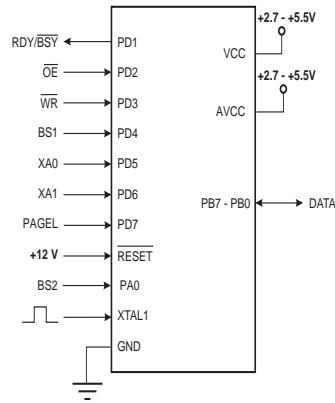 +2.7 - +5.5V
RDY/BSY PD1
VCC
OE PD2
+2.7 - +5.5V
WR PD3
AVCC
BS1 PD4
XA0 PD5
XA1 PD6
PB7 - PB0 DATA
PAGEL PD7
+12 V RESET
BS2 PA0
XTAL1
GND